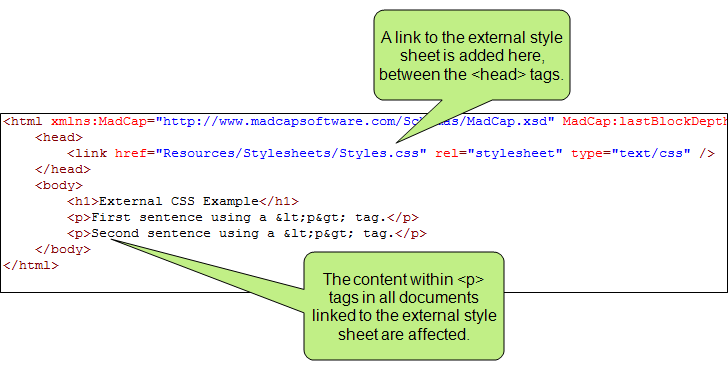 A link to the external style
sheet is added here,
between the <head> tags.
<html xmlns:MadCap="http://www.madcapsoftware.com/Schemas/MadCap.xsd" MadCap:lastBlockDepth
<head>
<link href="Resources/Stylesheets/Styles.css" rel="stylesheet" type="text/css" />
</head>
<body>
<h1>External CSS Example</h1>
<p>First sentence using a &lt;p&gt; tag.</p>
<p>Second sentence using a &lt;p&gt; tag.</p>
</body>
</html>
The content within <p>
tags in all documents
linked to the external style
sheet are affected.